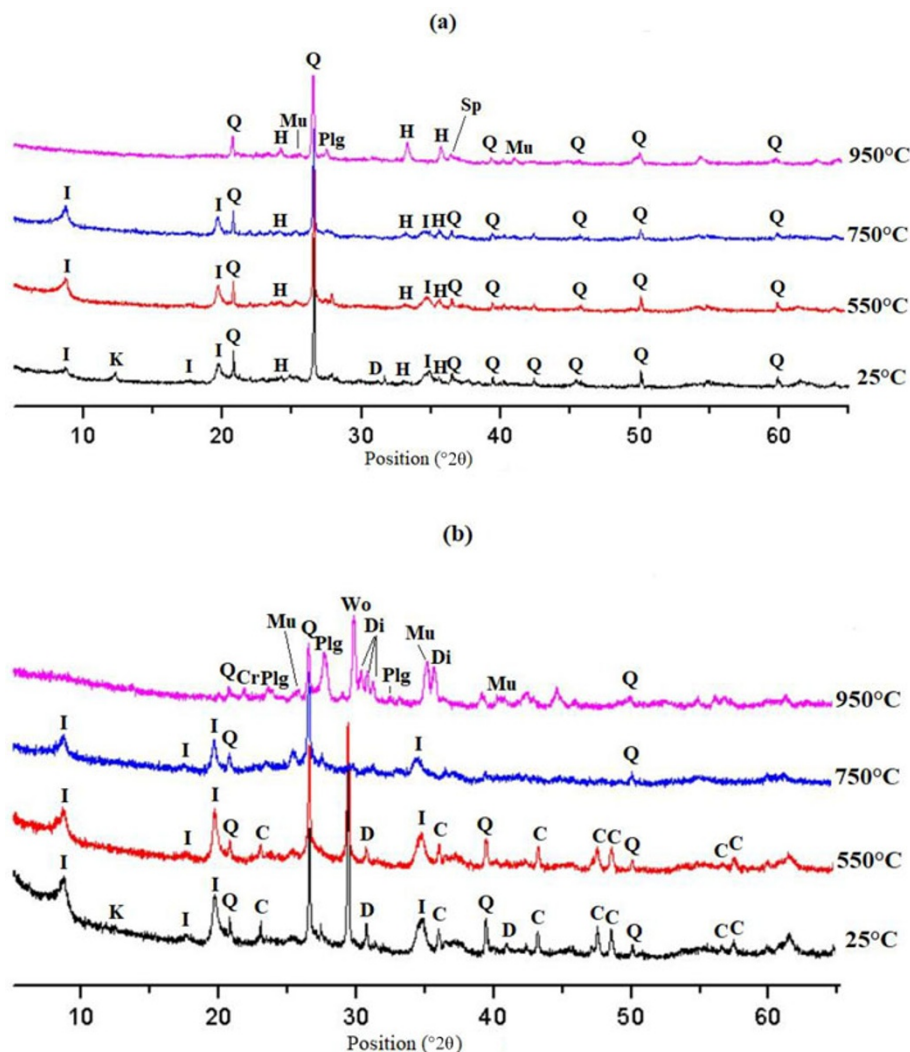 (a)
Q
Q H Mu Plg H H Sp Q Mu Q Q Q 950°C
I I Q H H I H Q Q Q Q Q 750°C
I I Q H H I H Q Q Q Q Q 550°C
I K I I Q H D H I H Q Q Q Q Q Q 25°C
10 20 30 40 50 60
Position (°2θ)
(b)
Q Cr Plg Mu Q Plg Wo Di Plg Mu Di Mu Q 950°C
I I I Q I Q 750°C
I I I Q C D I C Q C C C Q C C 550°C
I K I I Q C D I C Q D C C C Q C C 25°C
10 20 30 40 50 60
Position (°2θ)